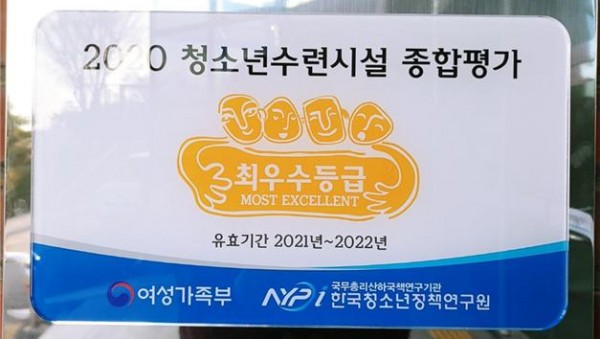 2020 청소년수련시설 종합평가
최우수등급
MOST EXCELLENT
유효기간 2021년~2022년
여성가족부
NYPi
국무총리산하국책연구기관
한국청소년정책연구원